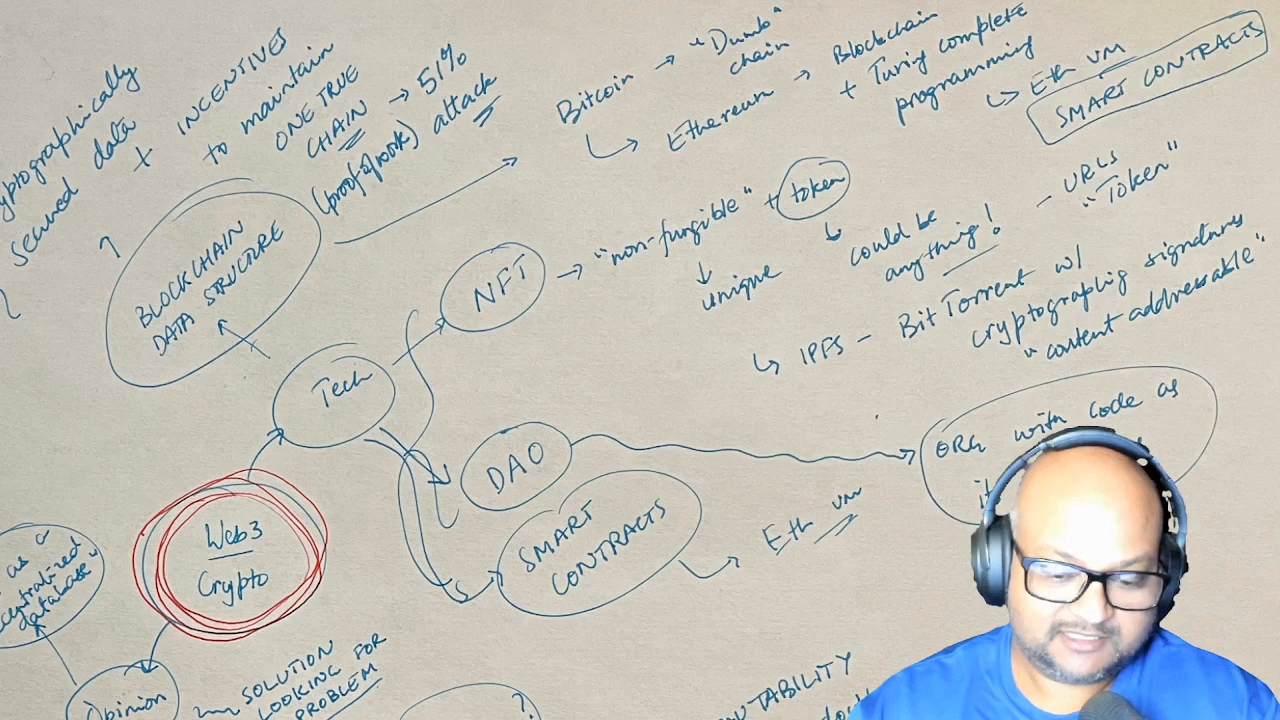 secured data
+ INCENTIVES
to maintain
ONE TRUE
CHAIN → 51%
(proof of work) attack
BLOCKCHAIN
DATA STRUCTURE
Bitcoin → "Dumb"
chain
Ethereum → Blockchain
+ Turing complete
programming
Eth VM
SMART CONTRACTS
NFT → "non-fungible" + token
unique
could be
anything!
- URLS
"Token"
IPFS - BitTorrent w/
cryptographic signatures
"content addressable"
Tech
DAO
ORG with code as
SMART
CONTRACTS
Eth VM
Web3
Crypto
as a
database"
Opinion
SOLUTION
LOOKING FOR
PROBLEM
?